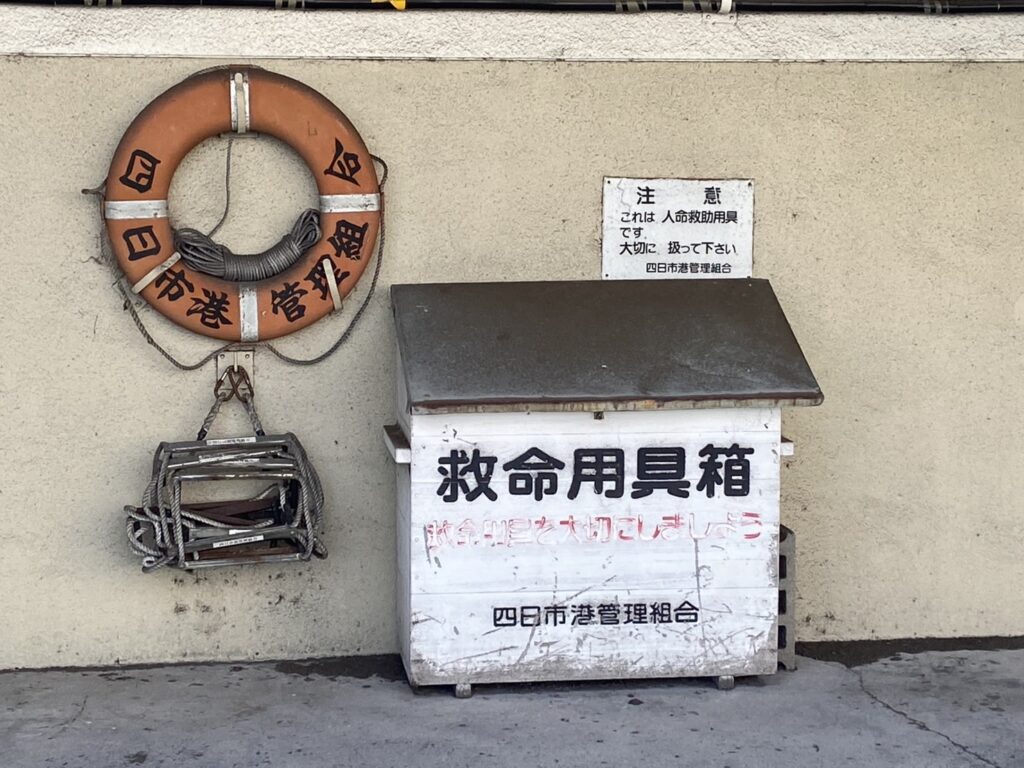 四日市港管理組合
注意
これは 人命救助用具
です
大切に 扱って下さい
四日市港管理組合
救命用具箱
救命用具を大切にしましょう
四日市港管理組合